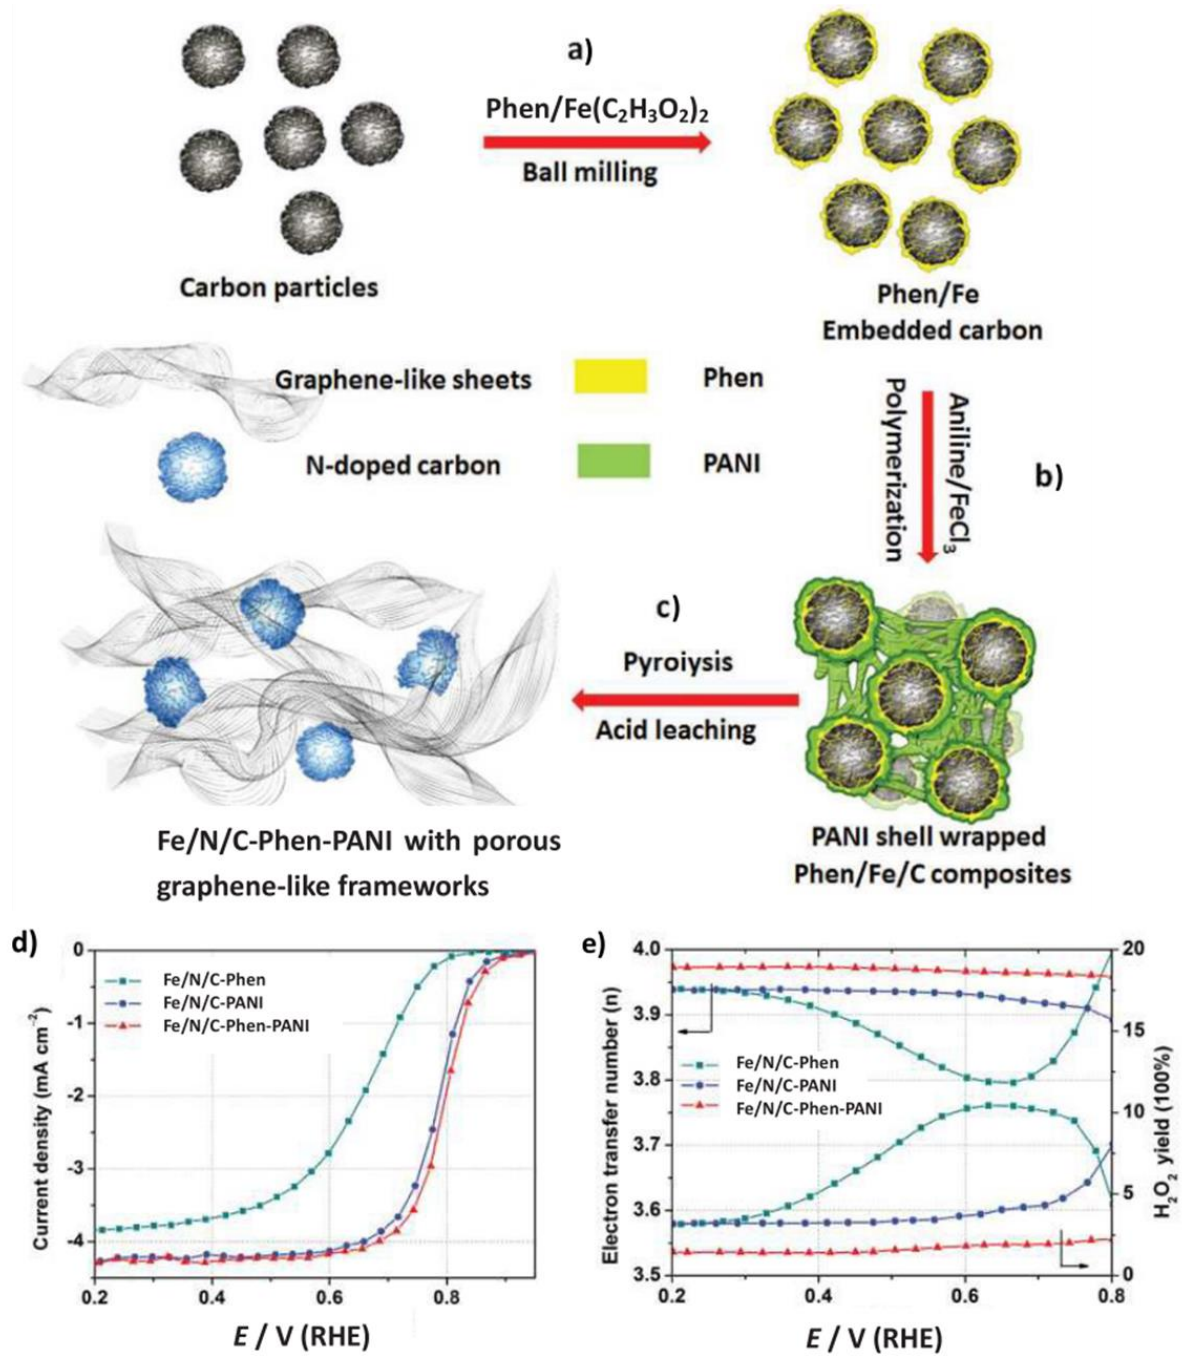 a)
Phen/Fe(C₂H₃O₂)₂
Ball milling
Carbon particles
Phen/Fe
Embedded carbon
Graphene-like sheets
Phen
N-doped carbon
PANI
Aniline/FeCl₃
Polymerization
b)
c)
Pyroiysis
Acid leaching
Fe/N/C-Phen-PANI with porous
graphene-like frameworks
PANI shell wrapped
Phen/Fe/C composites
d)
0
-1
-2
-3
-4
Current density (mA cm⁻²)
Fe/N/C-Phen
Fe/N/C-PANI
Fe/N/C-Phen-PANI
0.2
0.4
0.6
0.8
E / V (RHE)
e)
4.0
3.9
3.8
3.7
3.6
3.5
Electron transfer number (n)
Fe/N/C-Phen
Fe/N/C-PANI
Fe/N/C-Phen-PANI
20
15
10
5
0
H₂O₂ yield (100%)
0.2
0.4
0.6
0.8
E / V (RHE)